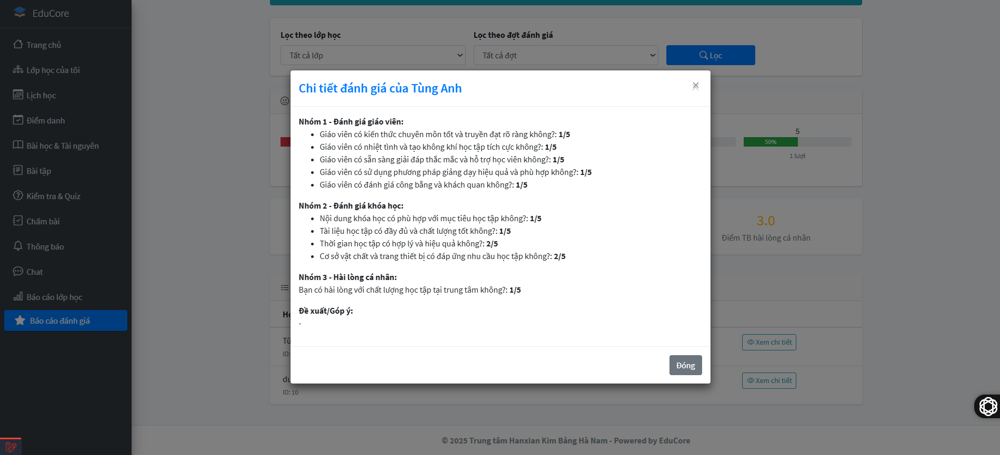 EduCore
Trang chủ
Lớp học của tôi
Lịch học
Điểm danh
Bài học & Tài nguyên
Bài tập
Kiểm tra & Quiz
Chấm bài
Thông báo
Chat
Báo cáo lớp học
Báo cáo đánh giá
Lọc theo lớp học
Lọc theo đợt đánh giá
Tất cả lớp
Tất cả đợt
Lọc
Chi tiết đánh giá của Tùng Anh
×
Nhóm 1 - Đánh giá giáo viên:
• Giáo viên có kiến thức chuyên môn tốt và truyền đạt rõ ràng không?: 1/5
• Giáo viên có nhiệt tình và tạo không khí học tập tích cực không?: 1/5
• Giáo viên có sẵn sàng giải đáp thắc mắc và hỗ trợ học viên không?: 1/5
• Giáo viên có sử dụng phương pháp giảng dạy hiệu quả và phù hợp không?: 1/5
• Giáo viên có đánh giá công bằng và khách quan không?: 1/5
Nhóm 2 - Đánh giá khóa học:
• Nội dung khóa học có phù hợp với mục tiêu học tập không?: 1/5
• Tài liệu học tập có đầy đủ và chất lượng tốt không?: 1/5
• Thời gian học tập có hợp lý và hiệu quả không?: 2/5
• Cơ sở vật chất và trang thiết bị có đáp ứng nhu cầu học tập không?: 2/5
Nhóm 3 - Hài lòng cá nhân:
Bạn có hài lòng với chất lượng học tập tại trung tâm không?: 1/5
Đề xuất/Góp ý:
-
Đóng
5
50%
1 lượt
3.0
Điểm TB hài lòng cá nhân
Xem chi tiết
ID:
Xem chi tiết
ID: 10
© 2025 Trung tâm Hanxian Kim Bảng Hà Nam - Powered by EduCore